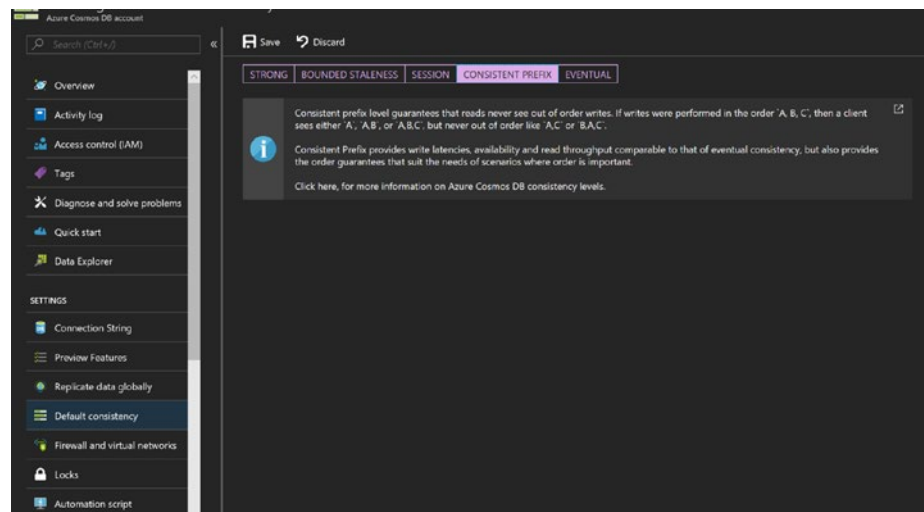 Azure Cosmos DB account
Search (Ctrl+/)
«
Save
Discard
Overview
Activity log
Access control (IAM)
Tags
Diagnose and solve problems
Quick start
Data Explorer
SETTINGS
Connection String
Preview Features
Replicate data globally
Default consistency
Firewall and virtual networks
Locks
Automation script
STRONG
BOUNDED STALENESS
SESSION
CONSISTENT PREFIX
EVENTUAL
Consistent prefix level guarantees that reads never see out of order writes. If writes were performed in the order `A, B, C`, then a client
sees either `A`, `A,B`, or `A,B,C`, but never out of order like `A,C` or `B,A,C`.
Consistent Prefix provides write latencies, availability and read throughput comparable to that of eventual consistency, but also provides
the order guarantees that suit the needs of scenarios where order is important.
Click here, for more information on Azure Cosmos DB consistency levels.